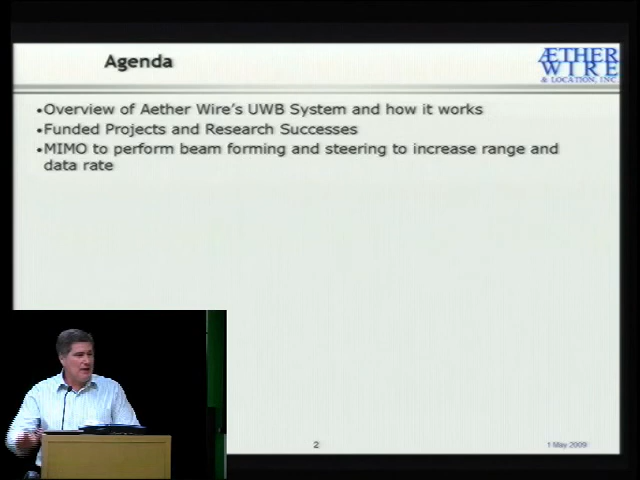 Agenda
ÆTHER
WIRE
& LOCATION, INC.
•Overview of Aether Wire's UWB System and how it works
•Funded Projects and Research Successes
•MIMO to perform beam forming and steering to increase range and
data rate
2
1 May 2009